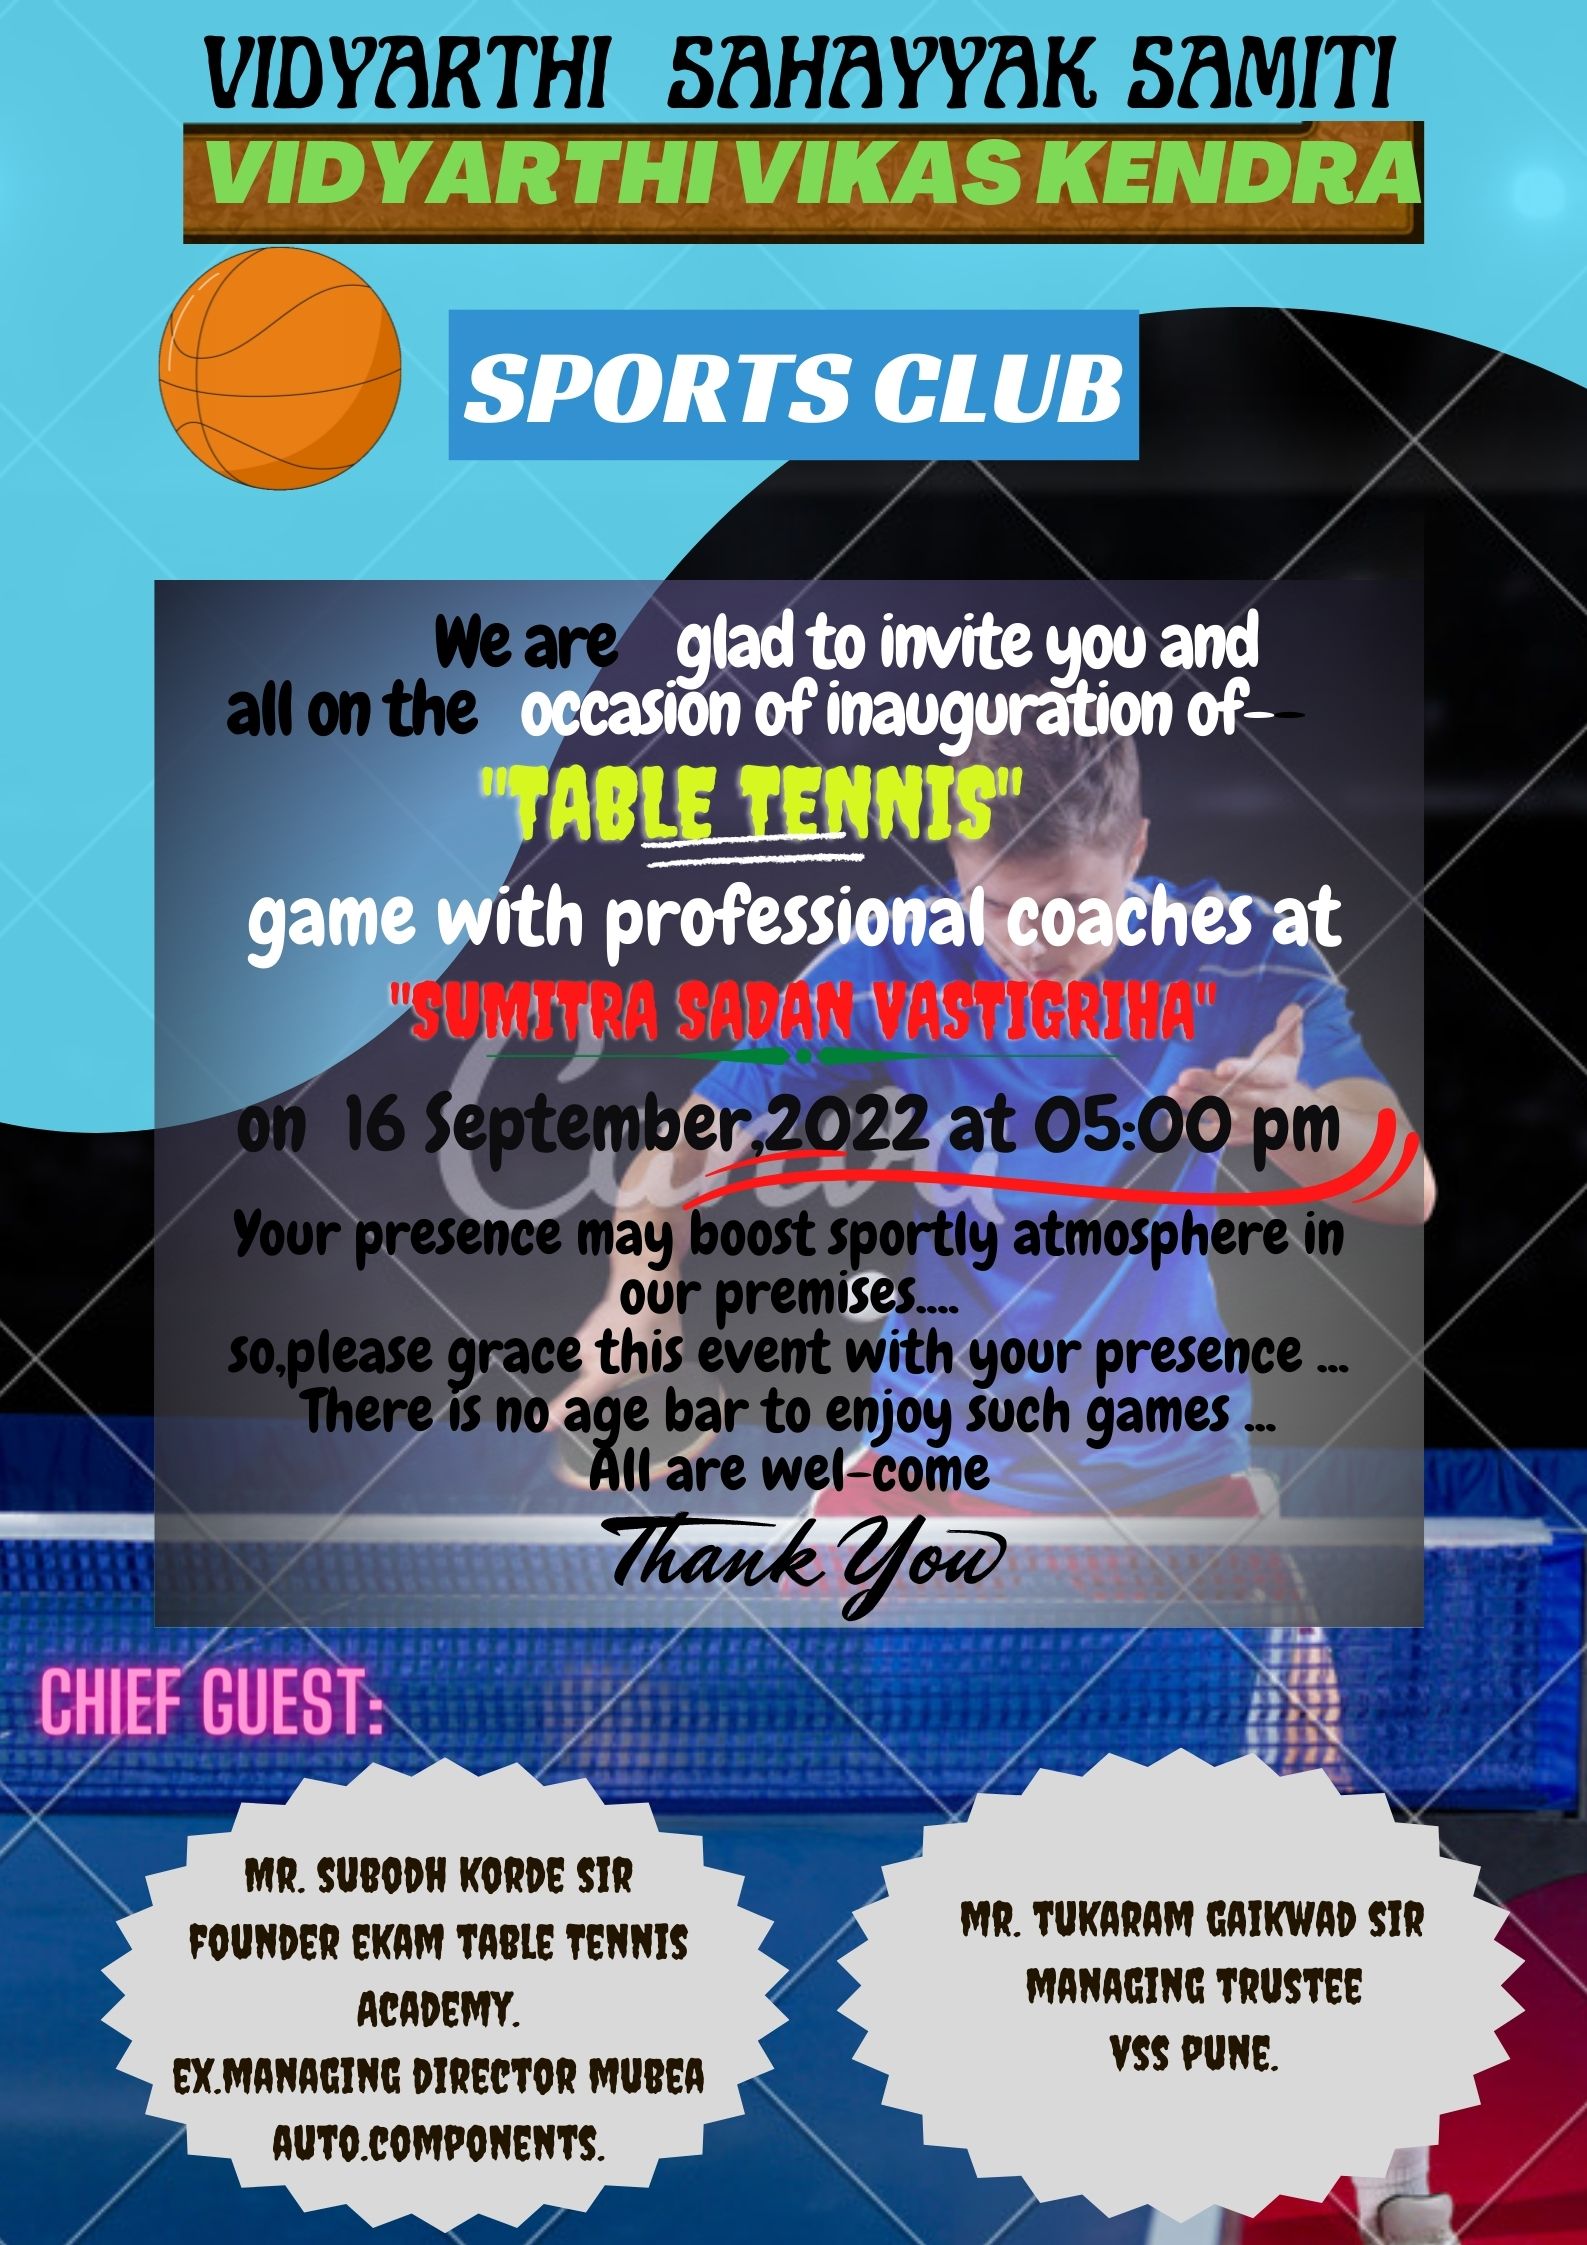 VIDYARTHI SAHAYYAK SAMITI
VIDYARTHI VIKAS KENDRA
SPORTS CLUB
We are glad to invite you and
all on the occasion of inauguration of--
"TABLE TENNIS"
game with professional coaches at
"SUMITRA SADAN VASTIGRIHA"
on 16 September,2022 at 05:00 pm
Canva
Your presence may boost sportly atmosphere in
our premises....
so,please grace this event with your presence ...
There is no age bar to enjoy such games ...
All are wel-come
Thank You
CHIEF GUEST:
MR. SUBODH KORDE SIR
FOUNDER EKAM TABLE TENNIS
ACADEMY.
EX.MANAGING DIRECTOR MUBEA
AUTO.COMPONENTS.
MR. TUKARAM GAIKWAD SIR
MANAGING TRUSTEE
VSS PUNE.